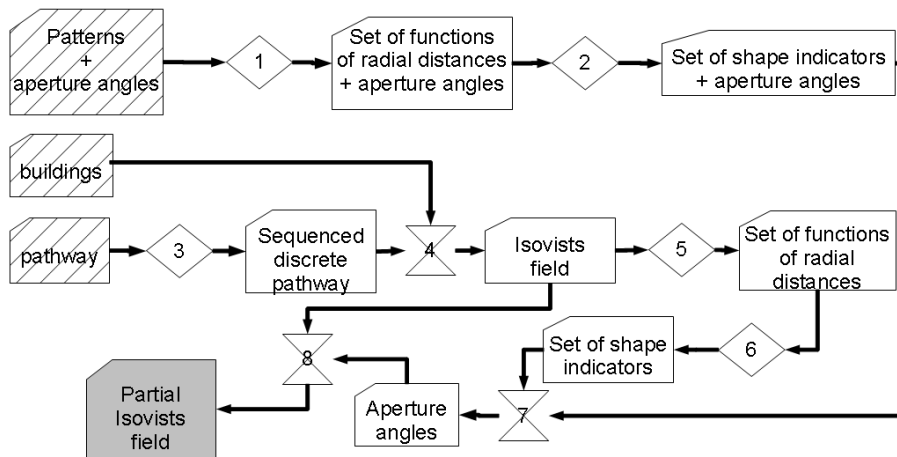 Patterns
+
aperture angles
1
Set of functions
of radial distances
+ aperture angles
2
Set of shape indicators
+ aperture angles
buildings
pathway
3
Sequenced
discrete
pathway
4
Isovists
field
5
Set of functions
of radial
distances
6
Set of shape
indicators
7
Aperture
angles
8
Partial
Isovists
field